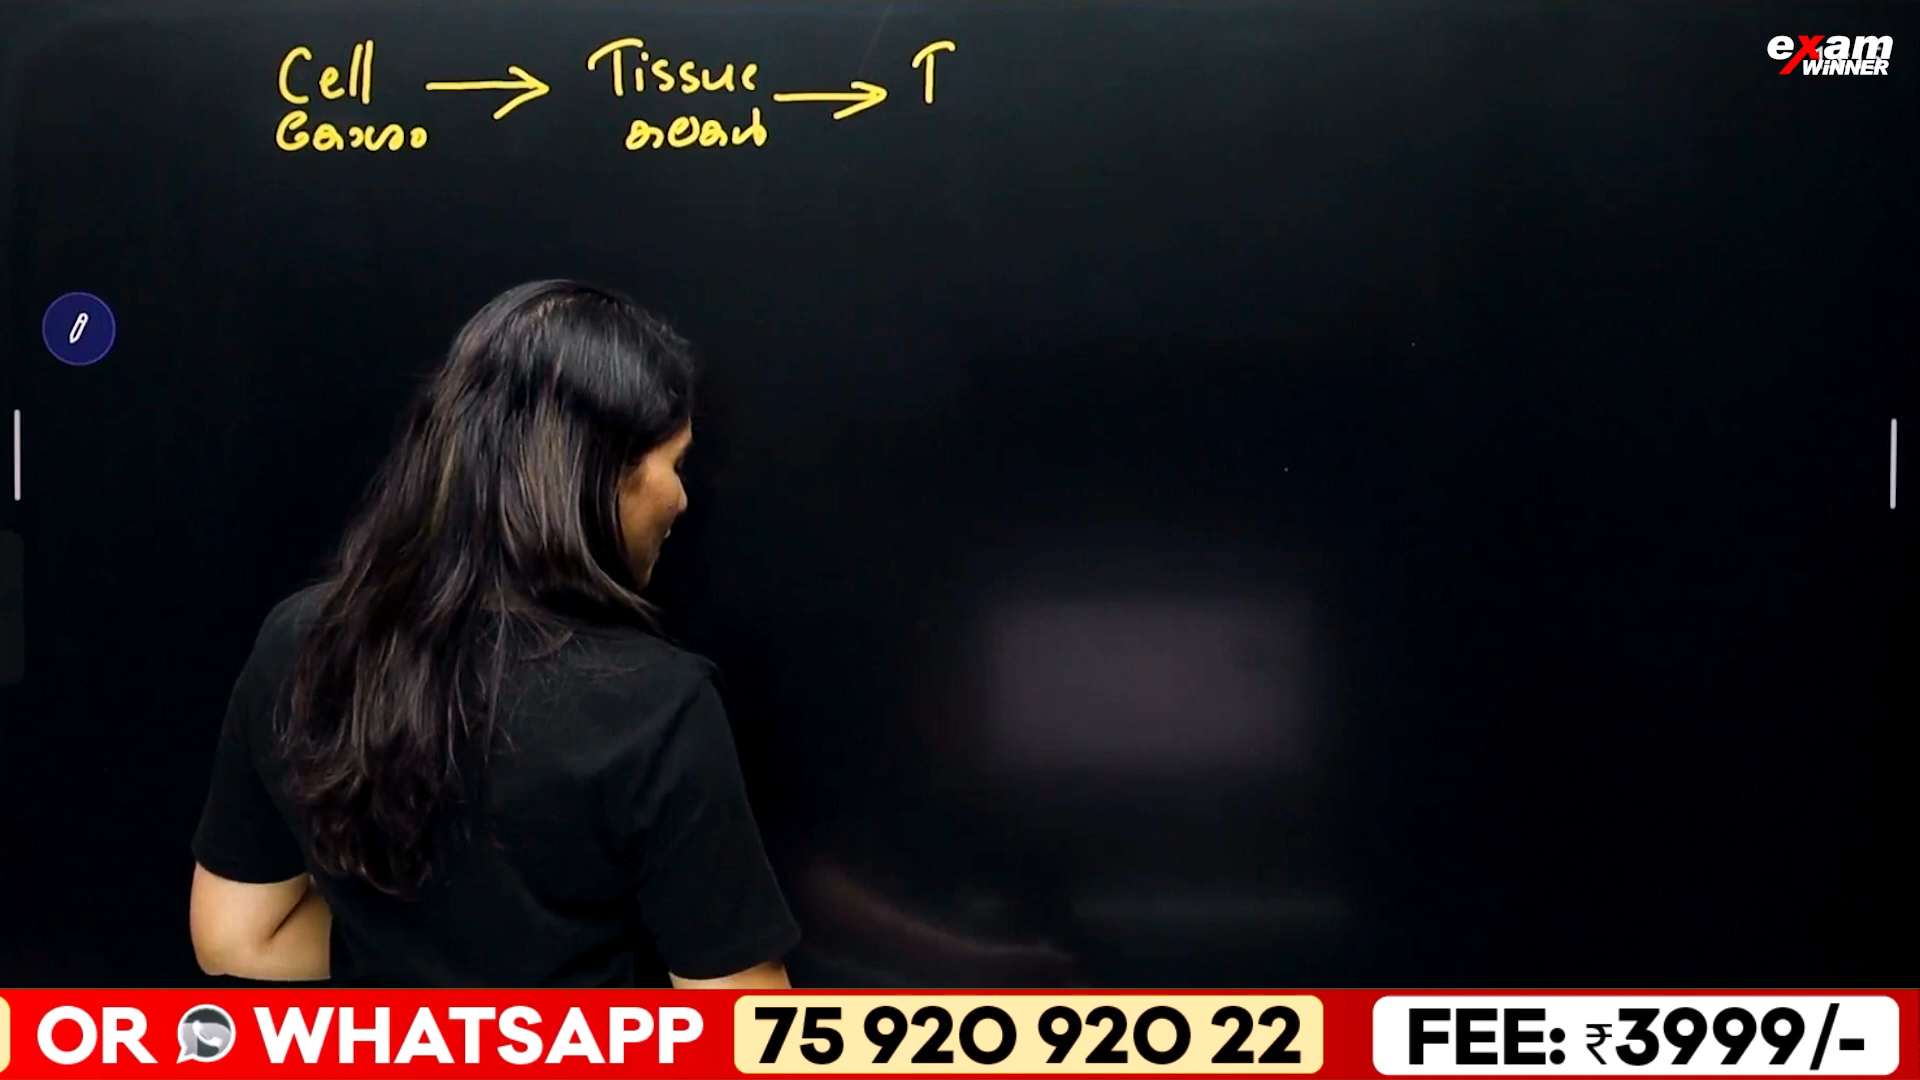 Cell → Tissue → T
കോശം കലകൾ
exam
WINNER
OR WHATSAPP 75 920 920 22 FEE: ₹3999/-